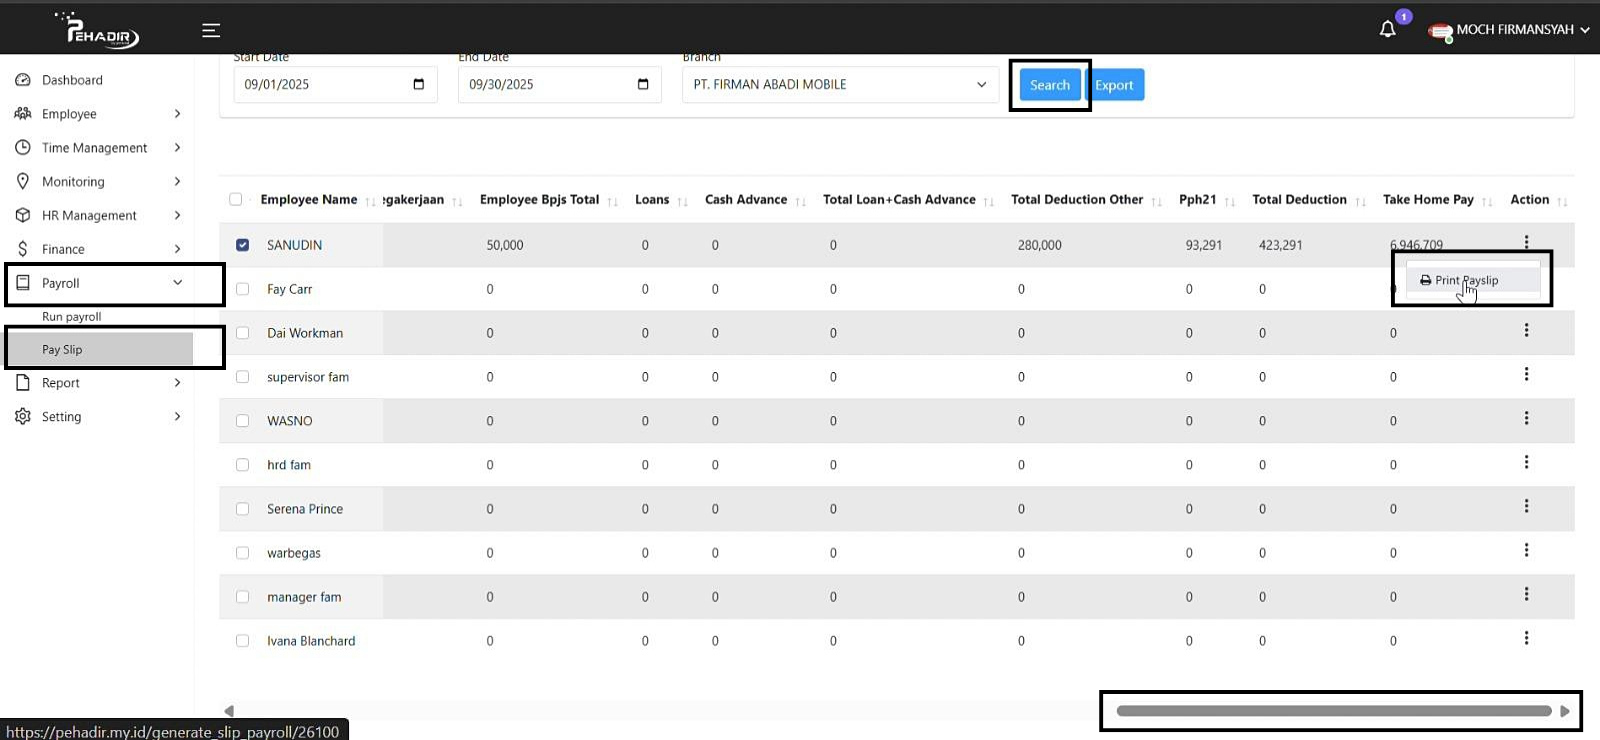 PEHADIR
1
MOCH FIRMANSYAH
Start Date
End Date
Branch
09/01/2025
09/30/2025
PT. FIRMAN ABADI MOBILE
Search
Export
Dashboard
Employee
Time Management
Monitoring
HR Management
Finance
Payroll
Run payroll
Pay Slip
Report
Setting
Employee Name egakerjaan Employee Bpjs Total Loans Cash Advance Total Loan+Cash Advance Total Deduction Other Pph21 Total Deduction Take Home Pay Action
SANUDIN 50,000 0 0 0 280,000 93,291 423,291 6,946,709
Print Payslip
Fay Carr 0 0 0 0 0 0 0 0
Dai Workman 0 0 0 0 0 0 0 0
supervisor fam 0 0 0 0 0 0 0 0
WASNO 0 0 0 0 0 0 0 0
hrd fam 0 0 0 0 0 0 0 0
Serena Prince 0 0 0 0 0 0 0 0
warbegas 0 0 0 0 0 0 0 0
manager fam 0 0 0 0 0 0 0 0
Ivana Blanchard 0 0 0 0 0 0 0 0
https://pehadir.my.id/generate_slip_payroll/26100